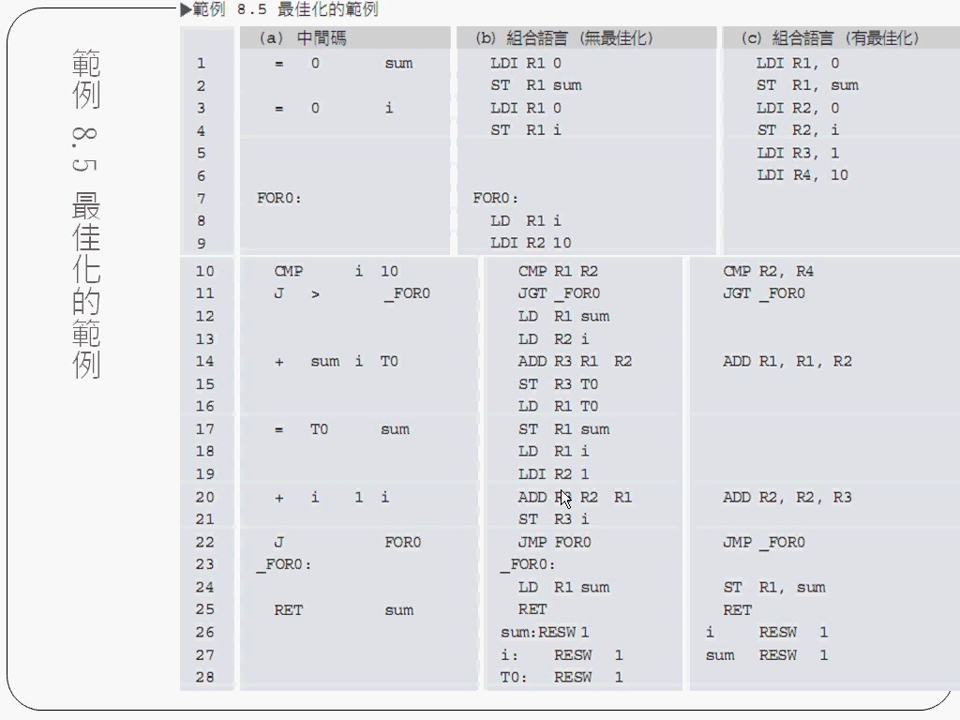 ▶範例 8.5 最佳化的範例
範例 8.5 最佳化的範例
(a) 中間碼 (b) 組合語言 (無最佳化) (c) 組合語言 (有最佳化)
1 = 0 sum LDI R1 0 LDI R1, 0
2 ST R1 sum ST R1, sum
3 = 0 i LDI R1 0 LDI R2, 0
4 ST R1 i ST R2, i
5 LDI R3, 1
6 LDI R4, 10
7 FOR0: FOR0:
8 LD R1 i
9 LDI R2 10
10 CMP i 10 CMP R1 R2 CMP R2, R4
11 J > _FOR0 JGT _FOR0 JGT _FOR0
12 LD R1 sum
13 LD R2 i
14 + sum i T0 ADD R3 R1 R2 ADD R1, R1, R2
15 ST R3 T0
16 LD R1 T0
17 = T0 sum ST R1 sum
18 LD R1 i
19 LDI R2 1
20 + i 1 i ADD R3 R2 R1 ADD R2, R2, R3
21 ST R3 i
22 J FOR0 JMP FOR0 JMP _FOR0
23 _FOR0: _FOR0:
24 LD R1 sum ST R1, sum
25 RET sum RET RET
26 sum:RESW 1 i RESW 1
27 i: RESW 1 sum RESW 1
28 T0: RESW 1